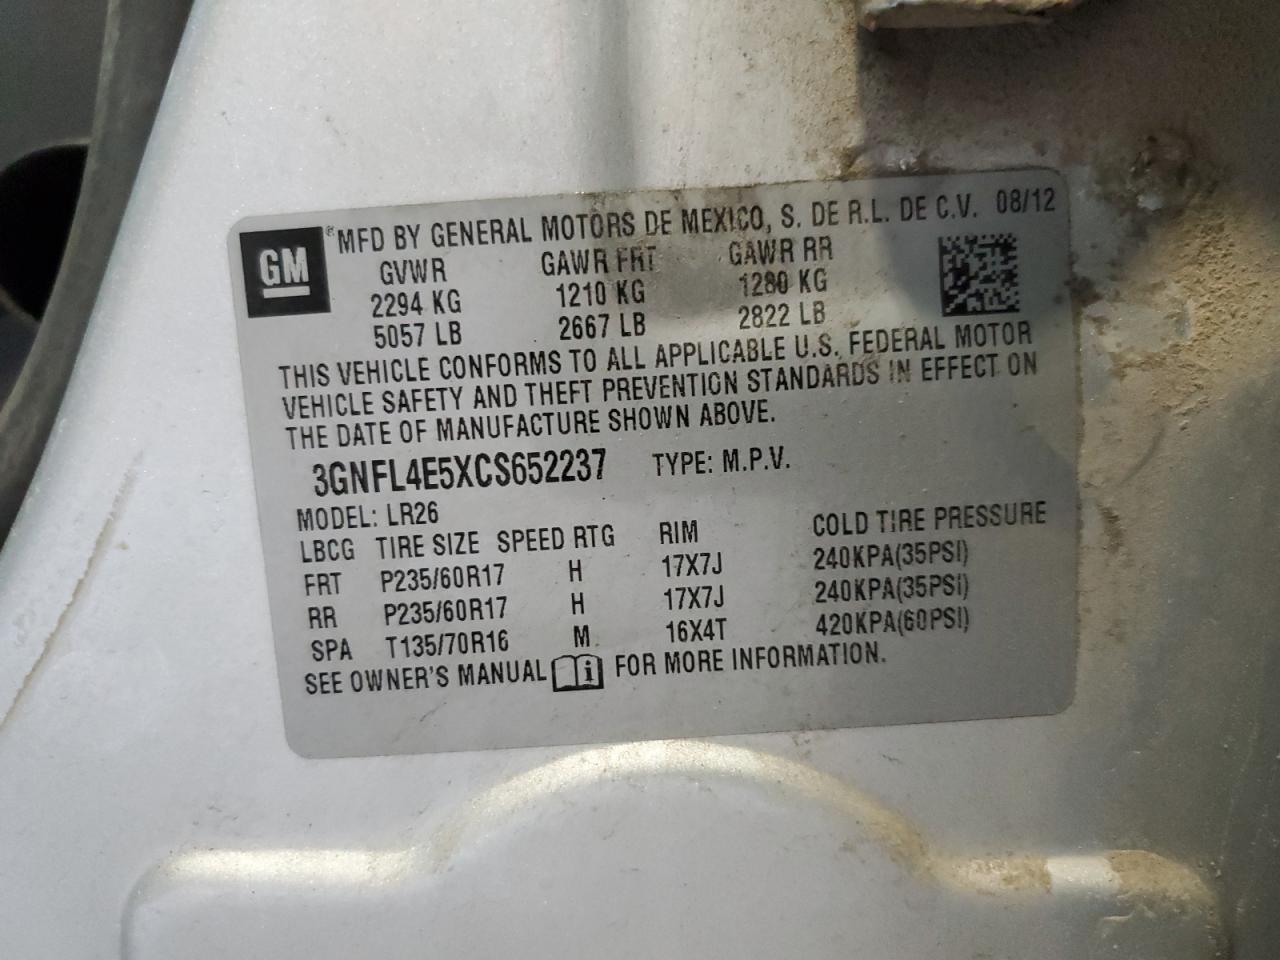 GM® MFD BY GENERAL MOTORS DE MEXICO, S. DE R.L. DE C.V. 08/12
GVWR GAWR FRT GAWR RR
2294 KG 1210 KG 1280 KG
5057 LB 2667 LB 2822 LB
THIS VEHICLE CONFORMS TO ALL APPLICABLE U.S. FEDERAL MOTOR
VEHICLE SAFETY AND THEFT PREVENTION STANDARDS IN EFFECT ON
THE DATE OF MANUFACTURE SHOWN ABOVE.
3GNFL4E5XCS652237 TYPE: M.P.V.
MODEL: LR26
LBCG TIRE SIZE SPEED RTG RIM COLD TIRE PRESSURE
FRT P235/60R17 H 17X7J 240KPA(35PSI)
RR P235/60R17 H 17X7J 240KPA(35PSI)
SPA T135/70R16 M 16X4T 420KPA(60PSI)
SEE OWNER'S MANUAL i FOR MORE INFORMATION.